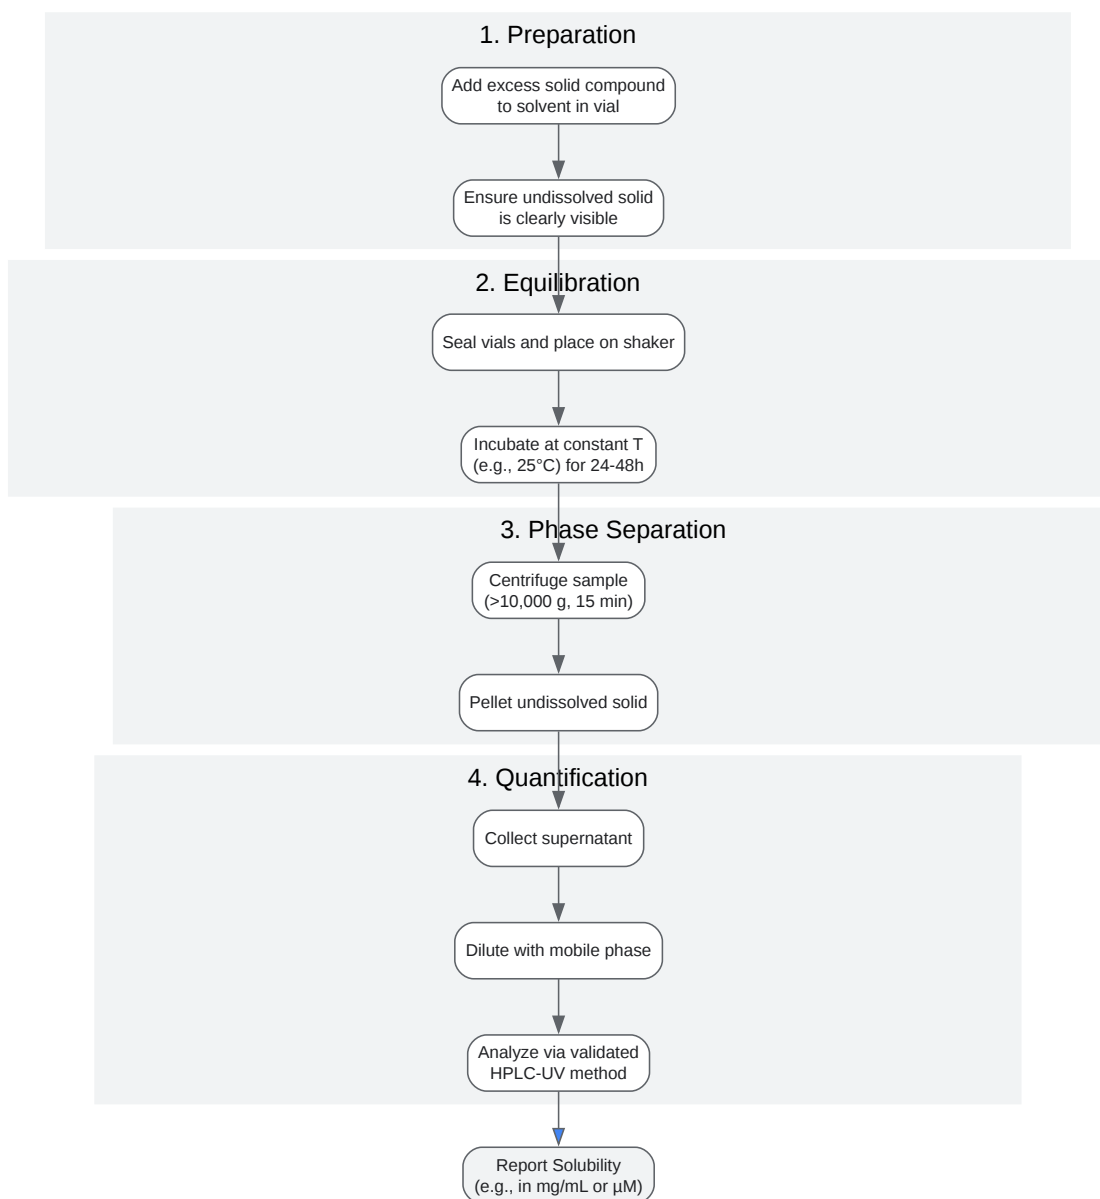 1. Preparation
Add excess solid compound
to solvent in vial
Ensure undissolved solid
is clearly visible
2. Equilibration
Seal vials and place on shaker
Incubate at constant T
(e.g., 25°C) for 24-48h
3. Phase Separation
Centrifuge sample
(>10,000 g, 15 min)
Pellet undissolved solid
4. Quantification
Collect supernatant
Dilute with mobile phase
Analyze via validated
HPLC-UV method
Report Solubility
(e.g., in mg/mL or µM)